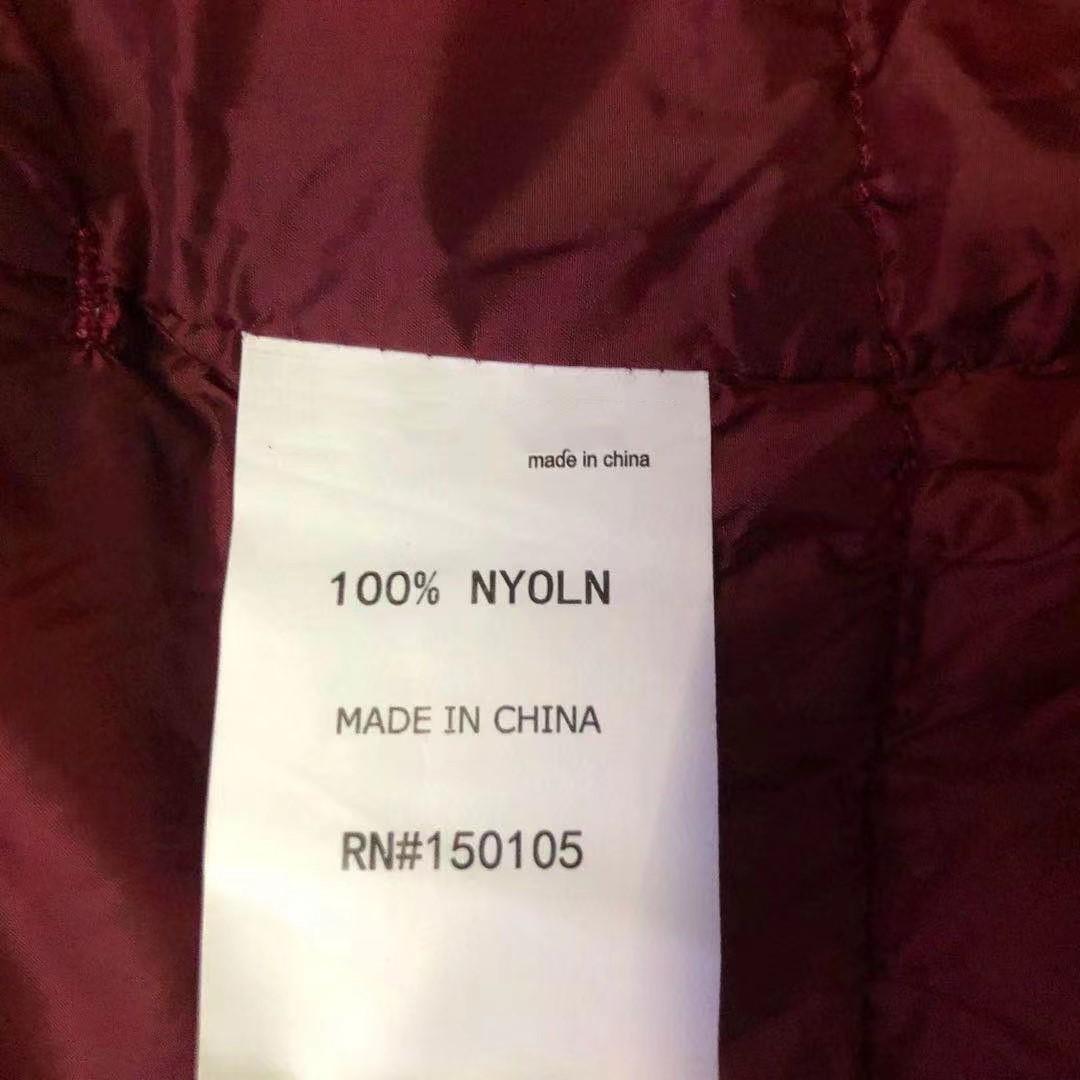 made in china
100% NYOLN
MADE IN CHINA
RN#150105